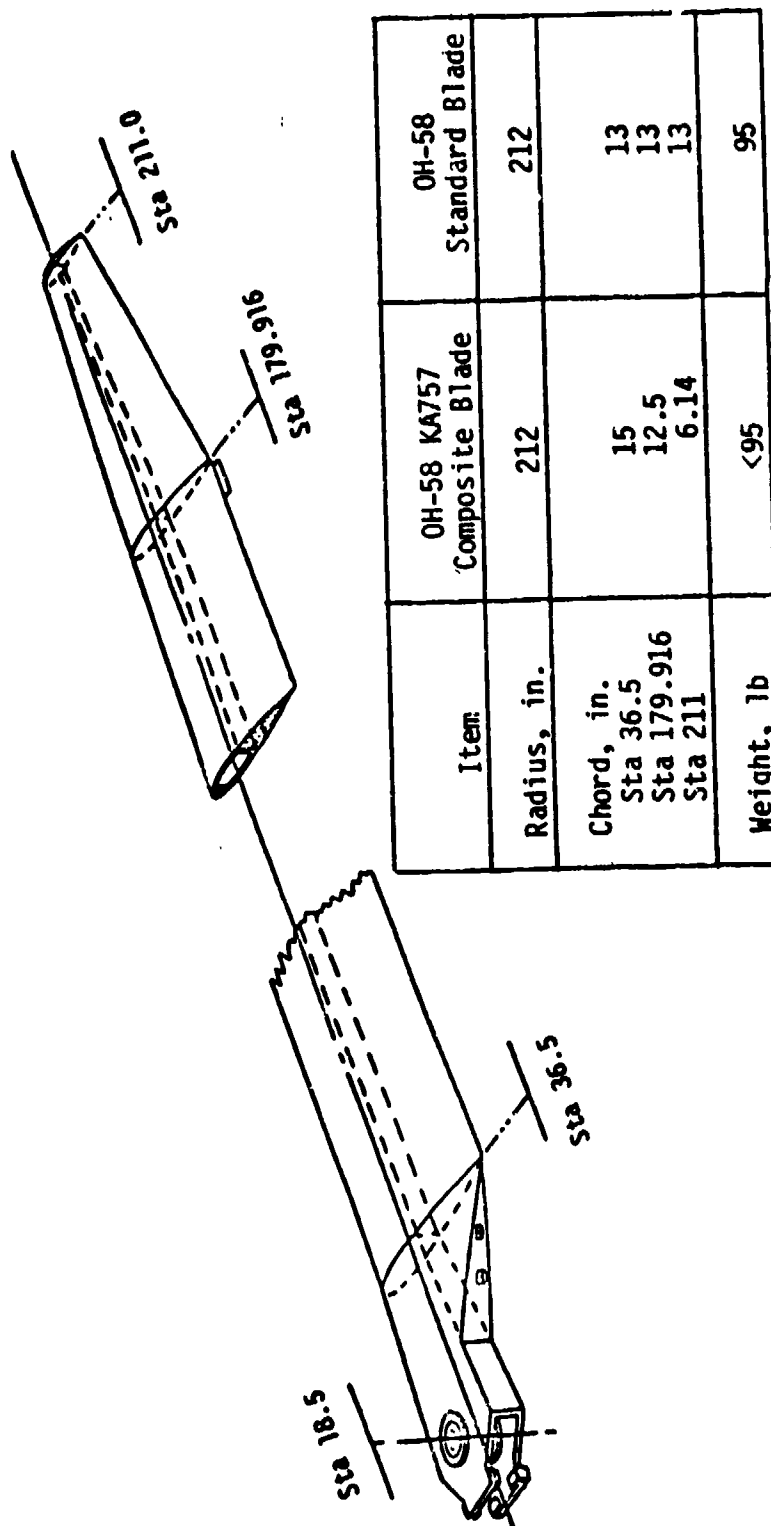 Sta 18.5
Sta 36.5
Sta 179.916
Sta 211.0
Item
OH-58 KA757
Composite Blade
OH-58
Standard Blade
Radius, in.
212
212
Chord, in.
Sta 36.5
15
13
Sta 179.916
12.5
13
Sta 211
6.14
13
Weight, lb
<95
95